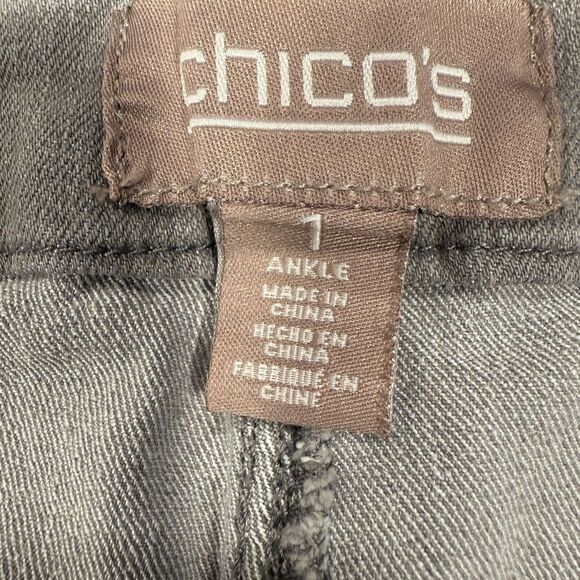 chico's
1
ANKLE
MADE IN
CHINA
HECHO EN
CHINA
FABRIQUÉ EN
CHINE